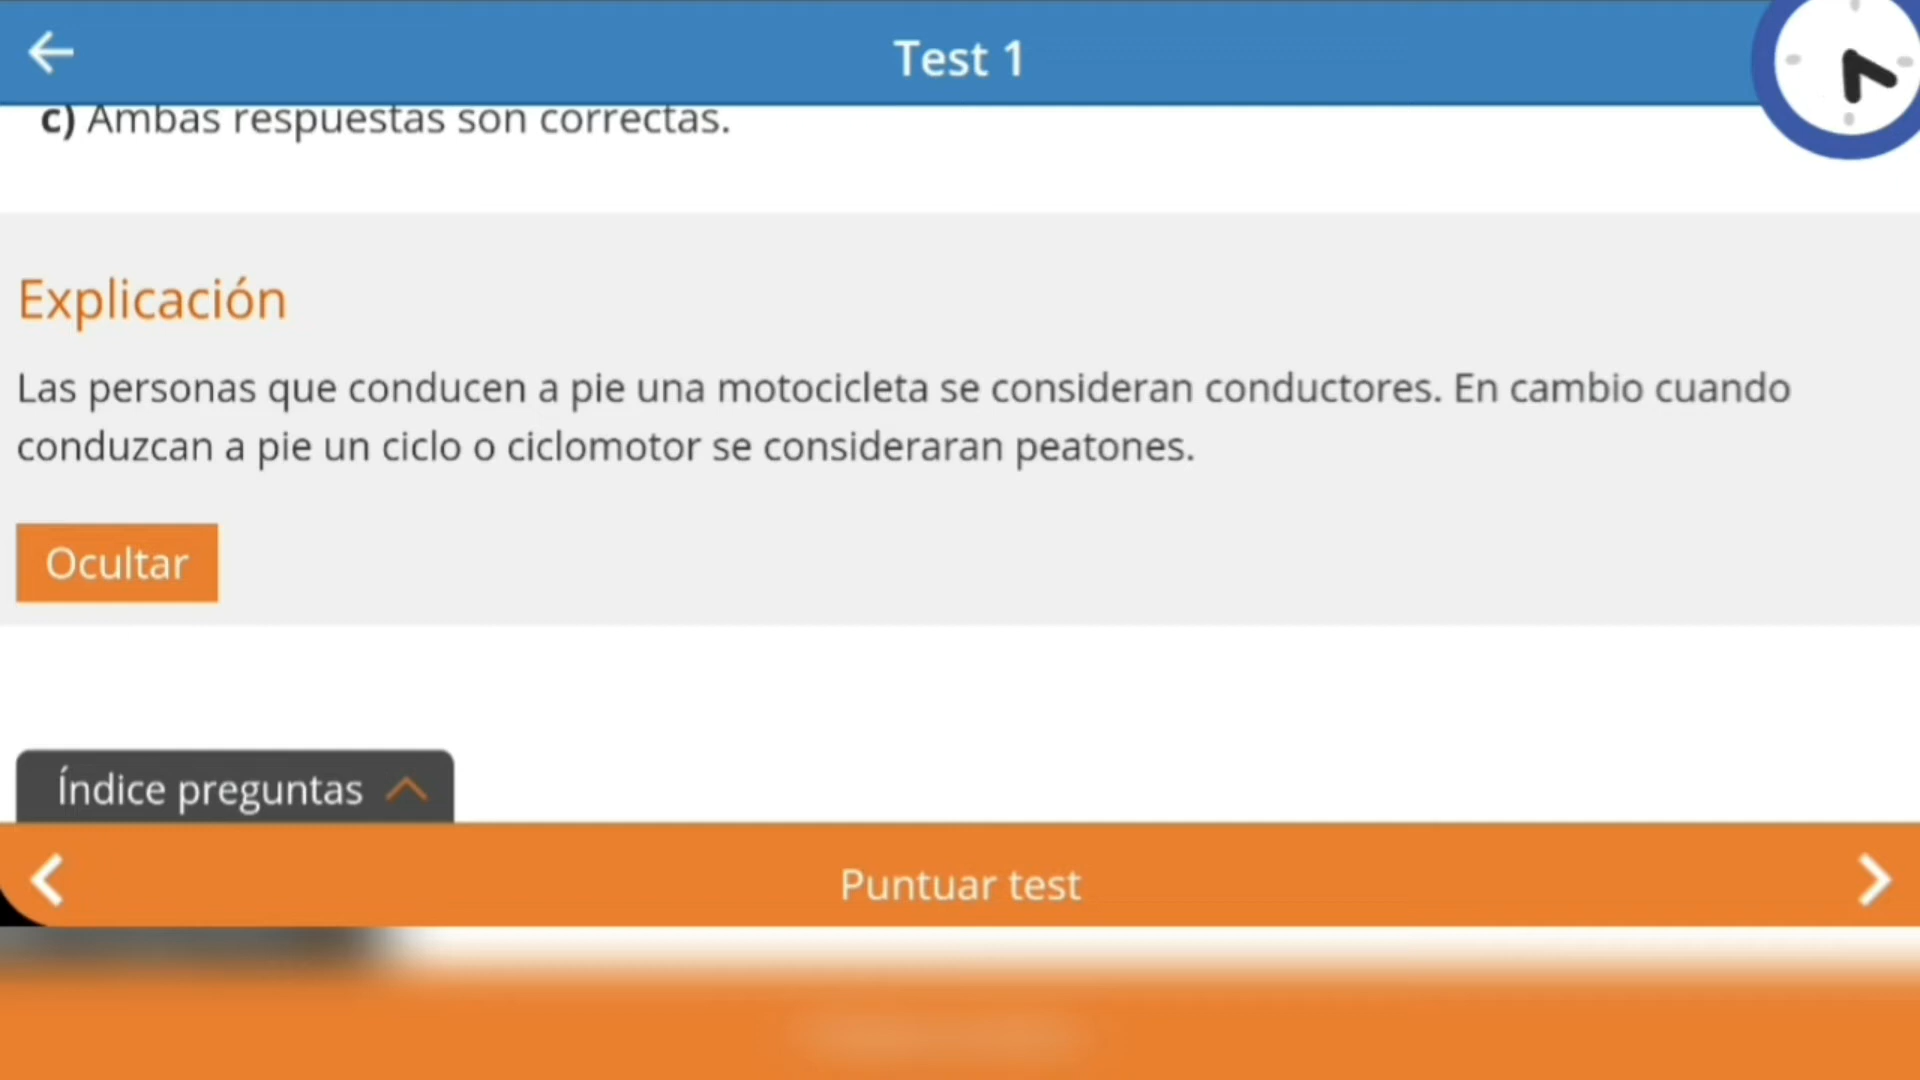 Test 1
c) Ambas respuestas son correctas.
Explicación
Las personas que conducen a pie una motocicleta se consideran conductores. En cambio cuando
conduzcan a pie un ciclo o ciclomotor se consideraran peatones.
Ocultar
Índice preguntas
Puntuar test